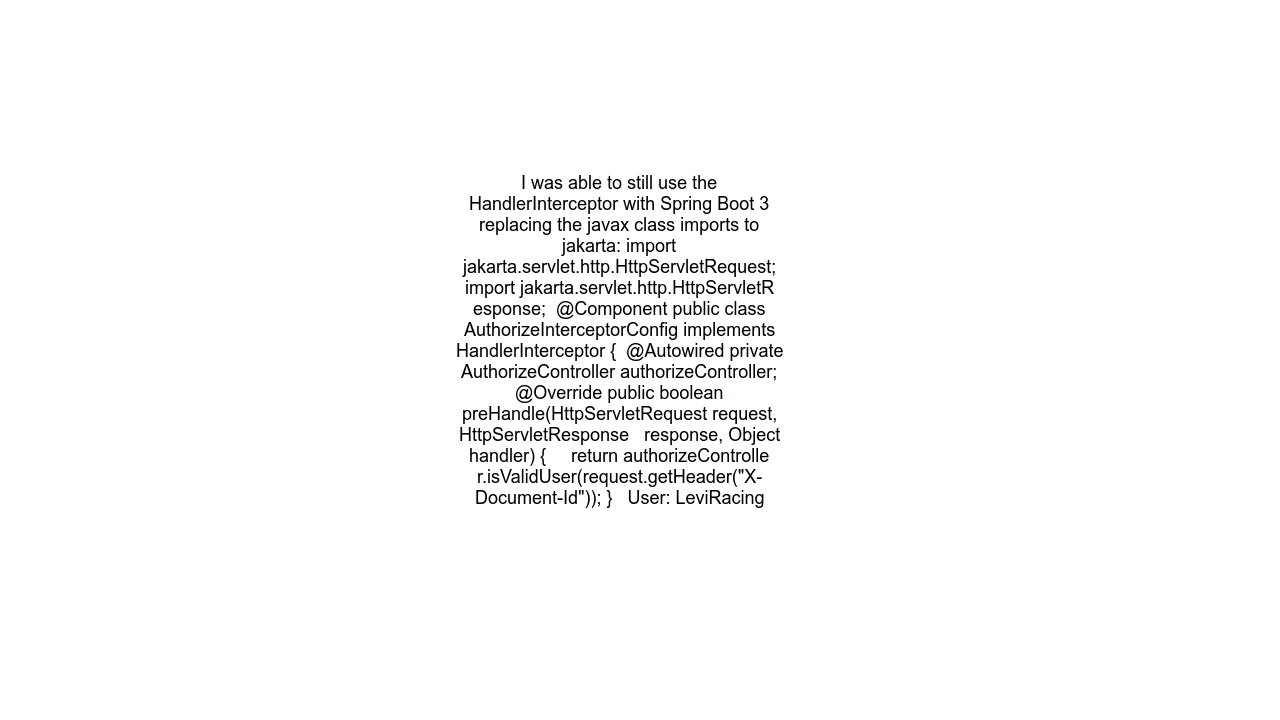 I was able to still use the
HandlerInterceptor with Spring Boot 3
replacing the javax class imports to
jakarta: import
jakarta.servlet.http.HttpServletRequest;
import jakarta.servlet.http.HttpServletR
esponse;  @Component public class
AuthorizeInterceptorConfig implements
HandlerInterceptor {  @Autowired private
AuthorizeController authorizeController;
@Override public boolean
preHandle(HttpServletRequest request,
HttpServletResponse   response, Object
handler) {     return authorizeControlle
r.isValidUser(request.getHeader("X-
Document-Id")); }   User: LeviRacing